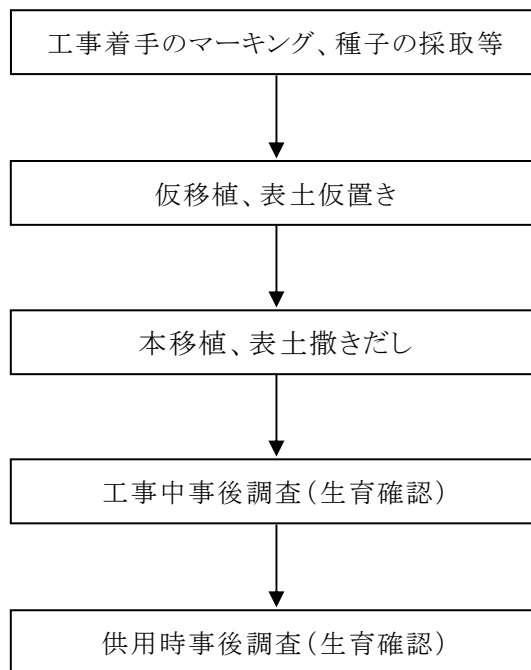 工事着手のマーキング、種子の採取等
仮移植、表土仮置き
本移植、表土撒きだし
工事中事後調査(生育確認)
供用時事後調査(生育確認)